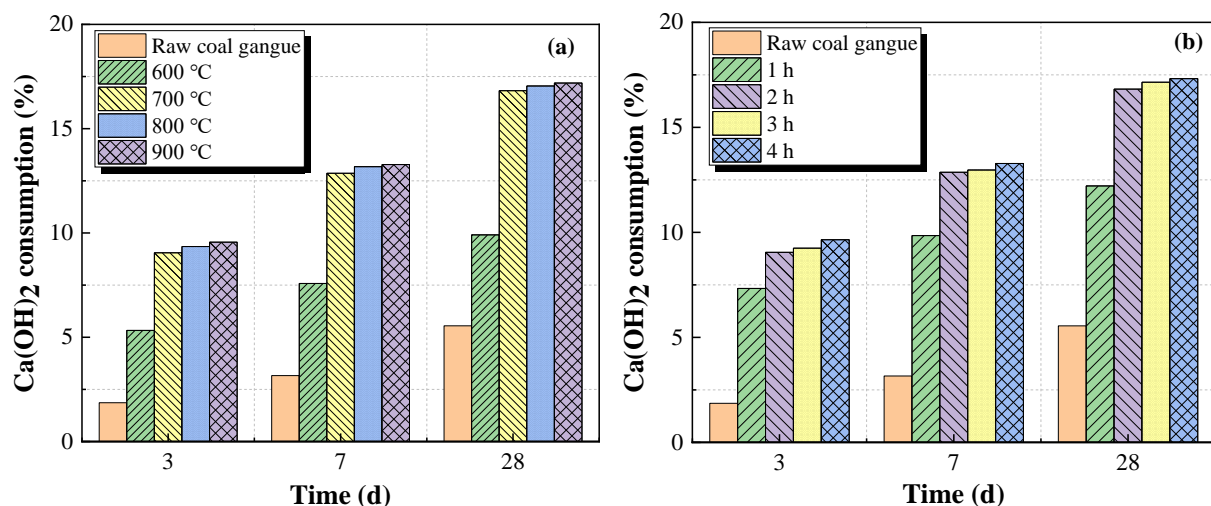 20
15
10
5
0
Ca(OH)2 consumption (%)
Raw coal gangue
600 °C
700 °C
800 °C
900 °C
(a)
3 7 28
Time (d)
20
15
10
5
0
Ca(OH)2 consumption (%)
Raw coal gangue
1 h
2 h
3 h
4 h
(b)
3 7 28
Time (d)